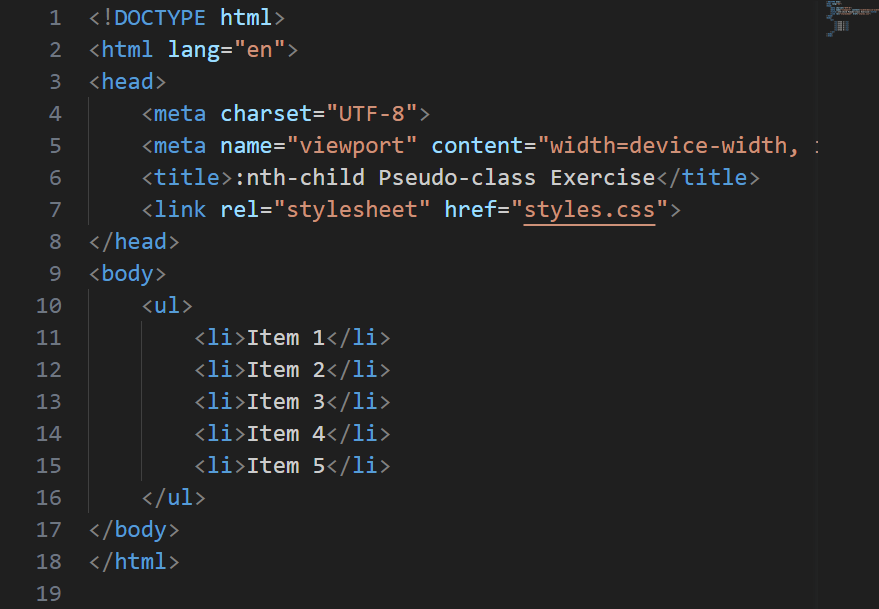 1 <!DOCTYPE html>
2 <html lang="en">
3 <head>
4     <meta charset="UTF-8">
5     <meta name="viewport" content="width=device-width,
6     <title>:nth-child Pseudo-class Exercise</title>
7     <link rel="stylesheet" href="styles.css">
8 </head>
9 <body>
10     <ul>
11         <li>Item 1</li>
12         <li>Item 2</li>
13         <li>Item 3</li>
14         <li>Item 4</li>
15         <li>Item 5</li>
16     </ul>
17 </body>
18 </html>
19